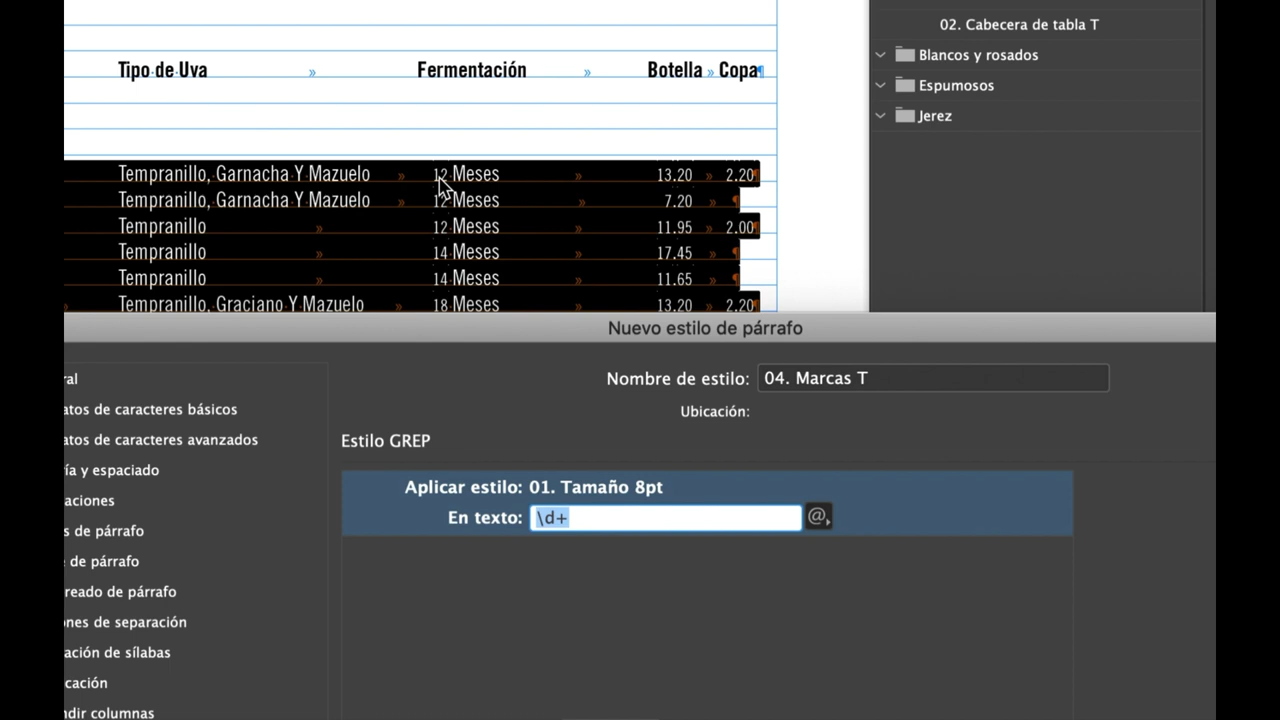 02. Cabecera de tabla T
Blancos y rosados
Espumosos
Jerez
Tipo de Uva » Fermentación » Botella » Copa¶
Tempranillo, Garnacha Y Mazuelo » 12 Meses » 13.20 » 2.20¶
Tempranillo, Garnacha Y Mazuelo » 12 Meses » 7.20 » ¶
Tempranillo » 12 Meses » 11.95 » 2.00¶
Tempranillo » 14 Meses » 17.45 » ¶
Tempranillo » 14 Meses » 11.65 » ¶
» Tempranillo, Graciano Y Mazuelo » 18 Meses » 13.20 » 2.20¶
Nuevo estilo de párrafo
Nombre de estilo: 04. Marcas T
Ubicación:
ral
atos de caracteres básicos
atos de caracteres avanzados
ía y espaciado
aciones
s de párrafo
e de párrafo
reado de párrafo
ones de separación
ación de sílabas
cación
ndir columnas
Estilo GREP
Aplicar estilo: 01. Tamaño 8pt
En texto: \d+ @,